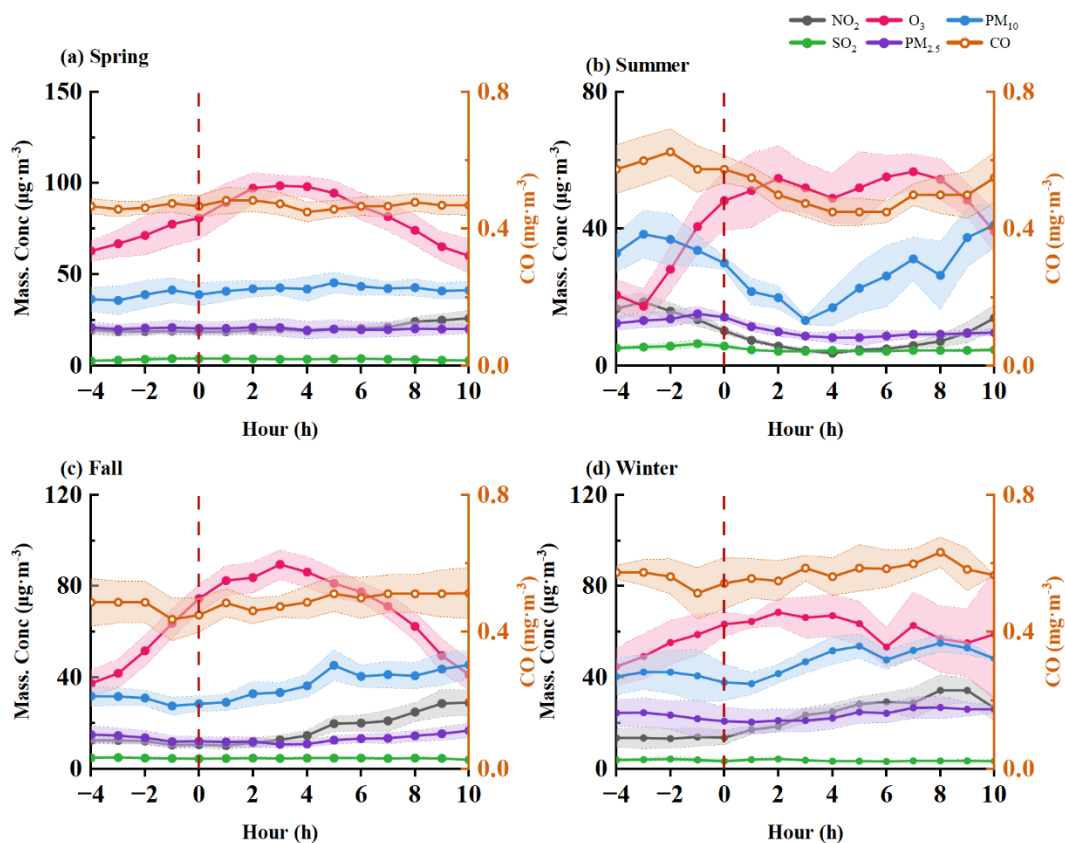 NO₂ O₃ PM₁₀
SO₂ PM₂.₅ CO
(a) Spring
150
100
50
0
0.8
0.4
0.0
Mass. Conc (μg·m⁻³)
CO (mg·m⁻³)
−4 −2 0 2 4 6 8 10
Hour (h)
(b) Summer
80
40
0
0.8
0.4
0.0
Mass. Conc (μg·m⁻³)
CO (mg·m⁻³)
−4 −2 0 2 4 6 8 10
Hour (h)
(c) Fall
120
80
40
0
0.8
0.4
0.0
Mass. Conc (μg·m⁻³)
CO (mg·m⁻³)
−4 −2 0 2 4 6 8 10
Hour (h)
(d) Winter
120
80
40
0
0.8
0.4
0.0
Mass. Conc (μg·m⁻³)
CO (mg·m⁻³)
−4 −2 0 2 4 6 8 10
Hour (h)